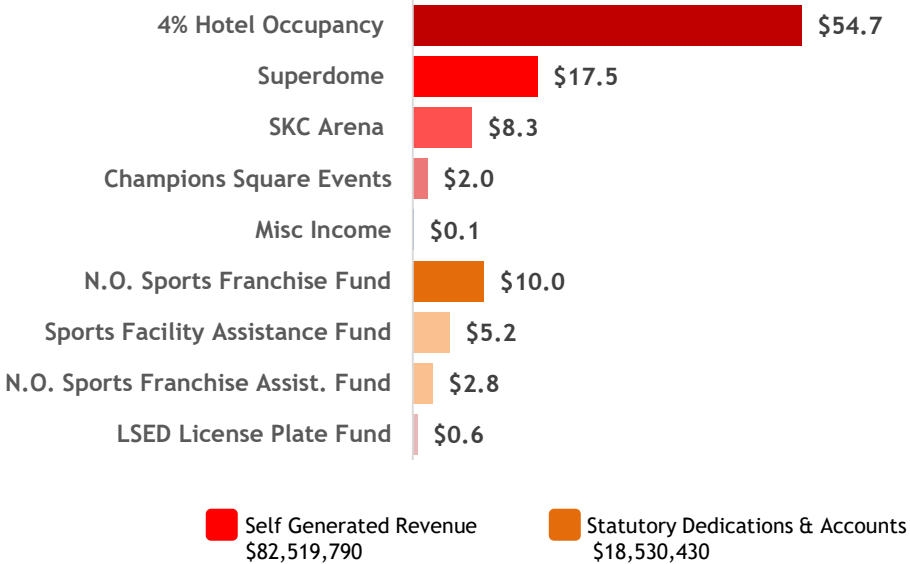 4% Hotel Occupancy $54.7
Superdome $17.5
SKC Arena $8.3
Champions Square Events $2.0
Misc Income $0.1
N.O. Sports Franchise Fund $10.0
Sports Facility Assistance Fund $5.2
N.O. Sports Franchise Assist. Fund $2.8
LSED License Plate Fund $0.6
Self Generated Revenue
$82,519,790
Statutory Dedications & Accounts
$18,530,430